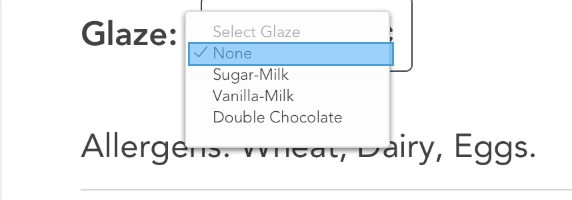 Glaze:
Select Glaze
✓ None
Sugar-Milk
Vanilla-Milk
Double Chocolate
Allergens: Wheat, Dairy, Eggs.